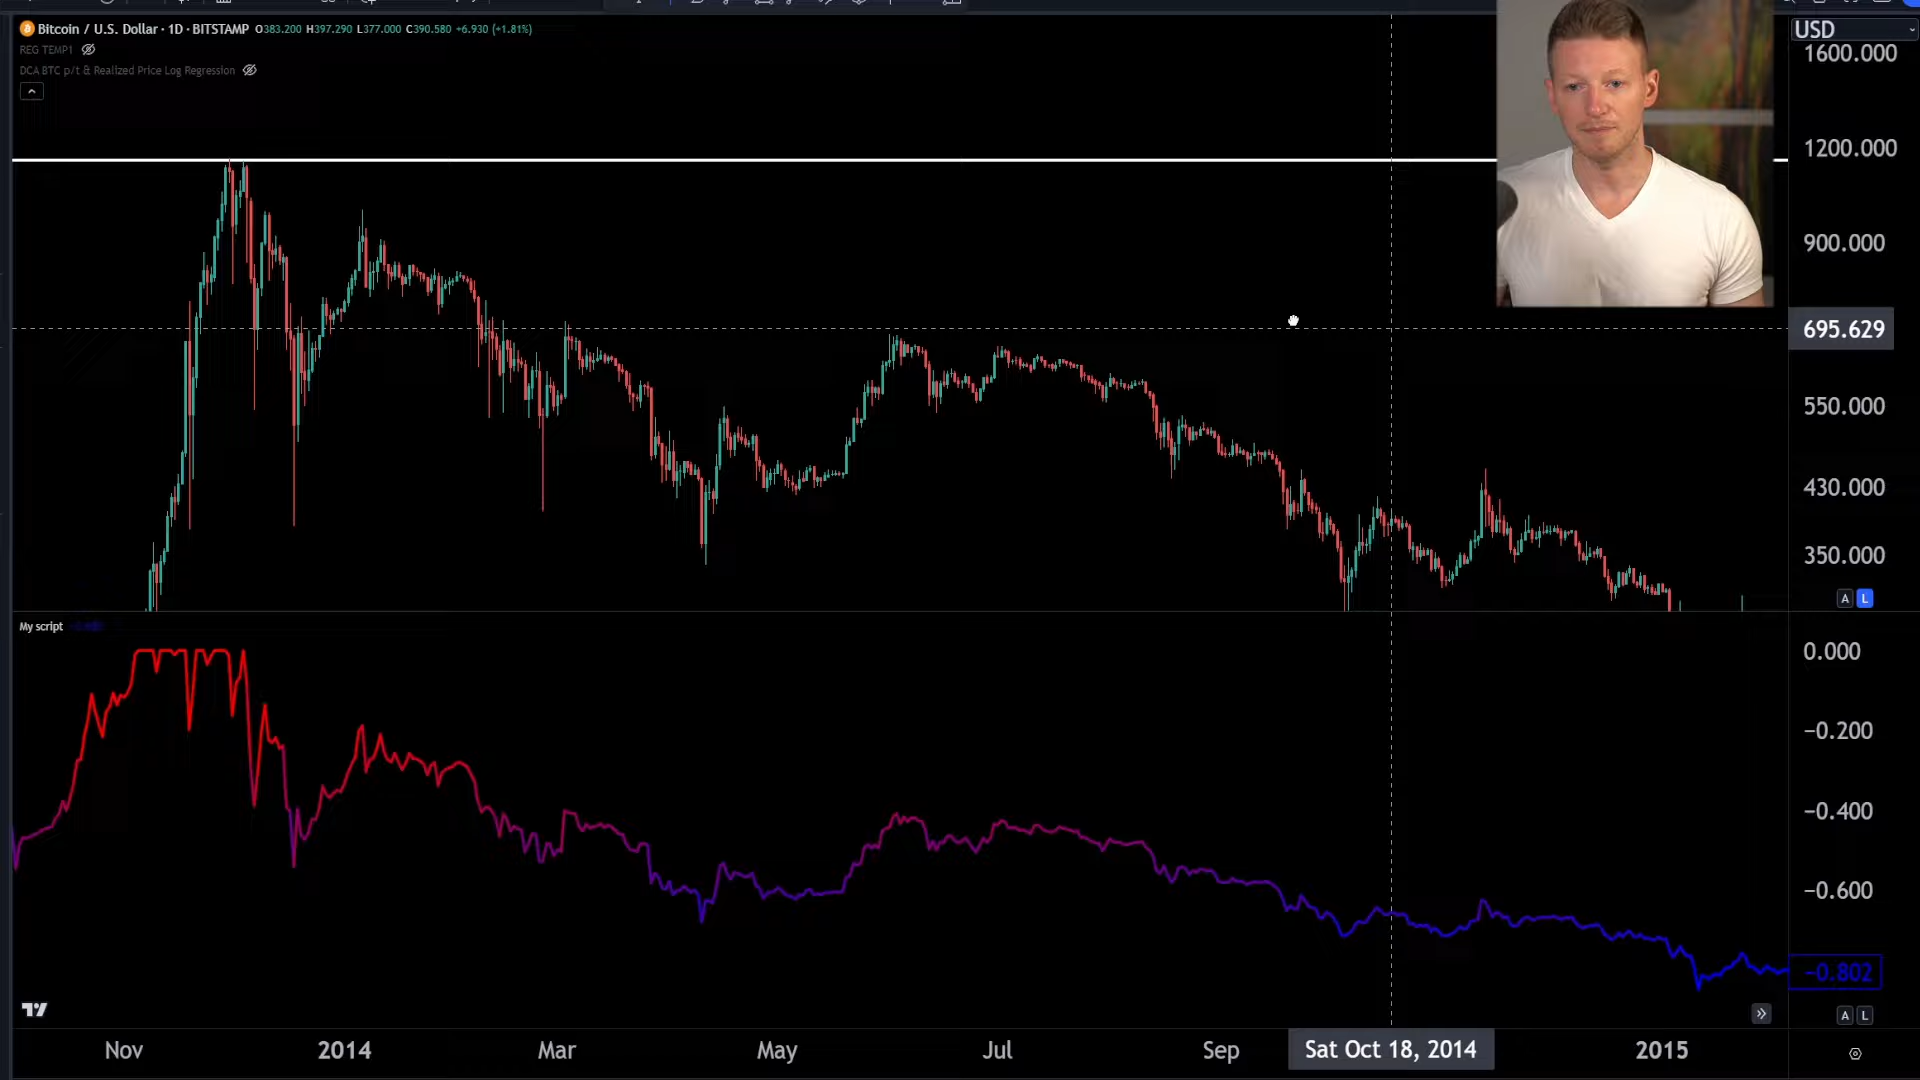 Bitcoin / U.S. Dollar · 1D · BITSTAMP O383.200 H397.290 L377.000 C390.580 +6.930 (+1.81%)
REG TEMP1
DCA BTC p/t & Realized Price Log Regression
USD
1600.000
1200.000
900.000
695.629
550.000
430.000
350.000
A L
My script
0.000
-0.200
-0.400
-0.600
-0.802
A L
Nov 2014 Mar May Jul Sep Sat Oct 18, 2014 2015